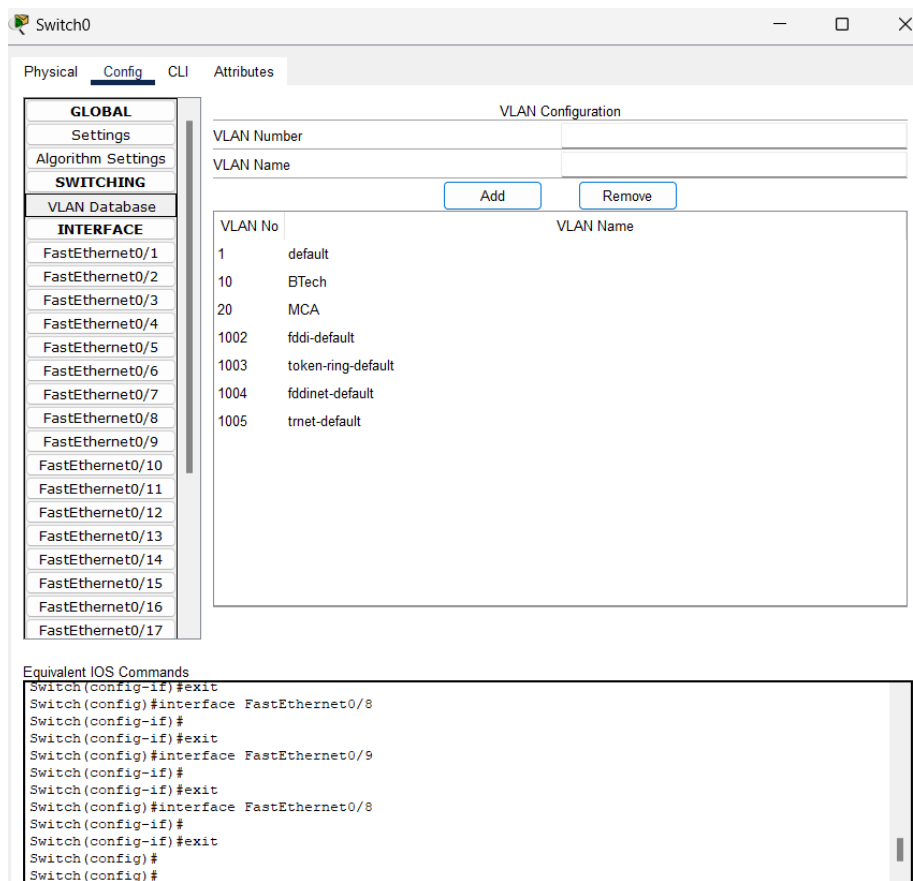 Switch0
Physical Config CLI Attributes
GLOBAL
Settings
Algorithm Settings
SWITCHING
VLAN Database
INTERFACE
FastEthernet0/1
FastEthernet0/2
FastEthernet0/3
FastEthernet0/4
FastEthernet0/5
FastEthernet0/6
FastEthernet0/7
FastEthernet0/8
FastEthernet0/9
FastEthernet0/10
FastEthernet0/11
FastEthernet0/12
FastEthernet0/13
FastEthernet0/14
FastEthernet0/15
FastEthernet0/16
FastEthernet0/17
VLAN Configuration
VLAN Number
VLAN Name
Add Remove
VLAN No VLAN Name
1 default
10 BTech
20 MCA
1002 fddi-default
1003 token-ring-default
1004 fddinet-default
1005 trnet-default
Equivalent IOS Commands
Switch(config-if)#exit
Switch(config)#interface FastEthernet0/8
Switch(config-if)#
Switch(config-if)#exit
Switch(config)#interface FastEthernet0/9
Switch(config-if)#
Switch(config-if)#exit
Switch(config)#interface FastEthernet0/8
Switch(config-if)#
Switch(config-if)#exit
Switch(config)#
Switch(config)#